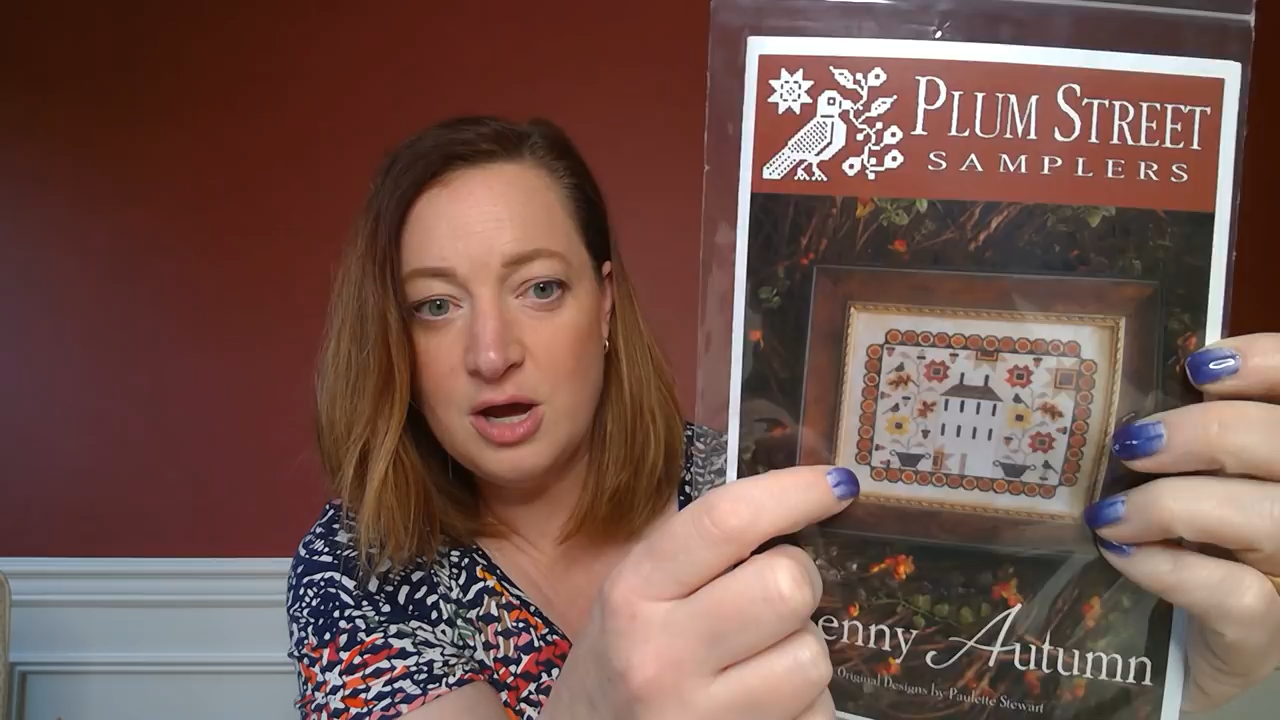 PLUM STREET
SAMPLERS
enny Autumn
Original Designs by Paulette Stewart